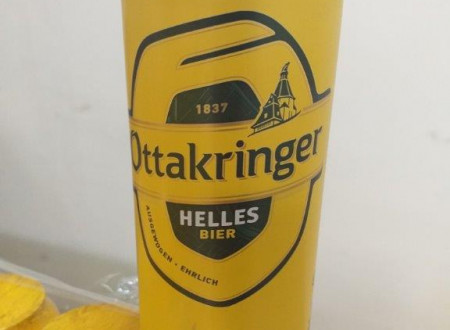 1837
Ottakringer
HELLES
BIER
AUSGEWOGEN • EHRLICH